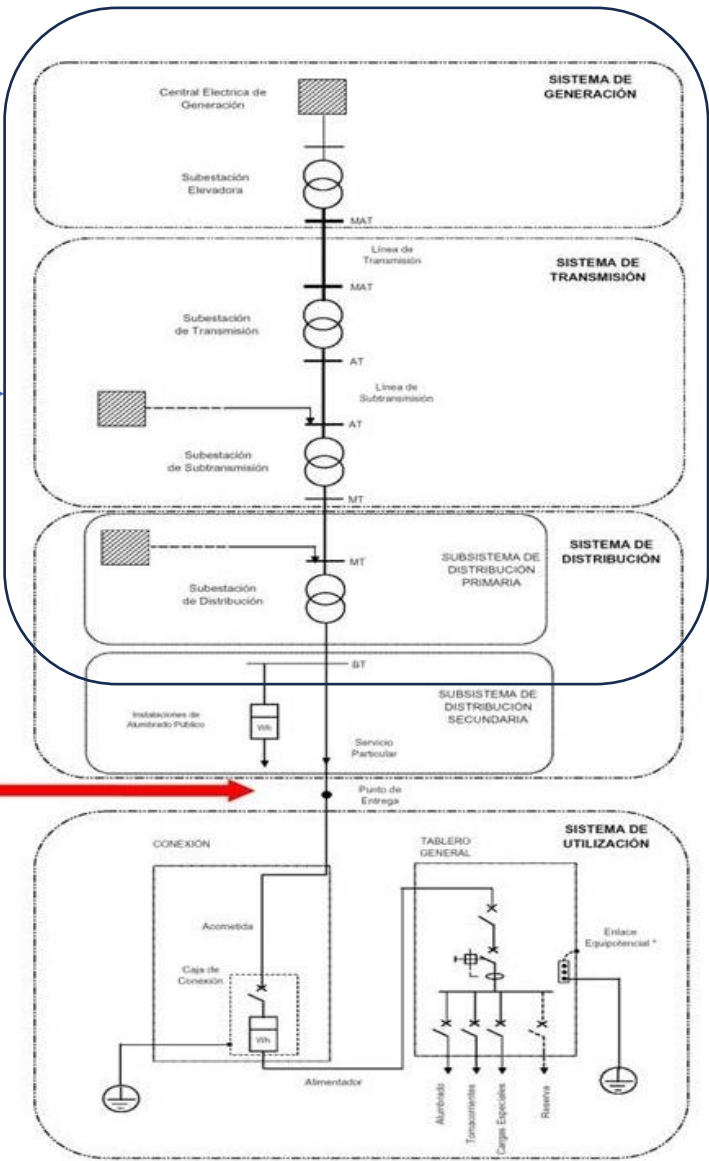 SISTEMA DE
GENERACIÓN
Central Electrica de
Generación
Subestación
Elevadora
MAT
Línea de
Transmisión
SISTEMA DE
TRANSMISIÓN
MAT
Subestación
de Transmisión
AT
Línea de
Subtransmisión
AT
Subestación
de Subtransmisión
MT
SISTEMA DE
DISTRIBUCIÓN
SUBSISTEMA DE
DISTRIBUCIÓN
PRIMARIA
MT
Subestación
de Distribución
BT
SUBSISTEMA DE
DISTRIBUCIÓN
SECUNDARIA
Instalaciones de
Alumbrado Público
Wh
Servicio
Particular
Punto de
Entrega
SISTEMA DE
UTILIZACIÓN
CONEXIÓN
TABLERO
GENERAL
Acometida
Enlace
Equipotencial *
Caja de
Conexión
Wh
Alimentador
Alumbrado
Tomacorrientes
Cargas Especiales
Reserva